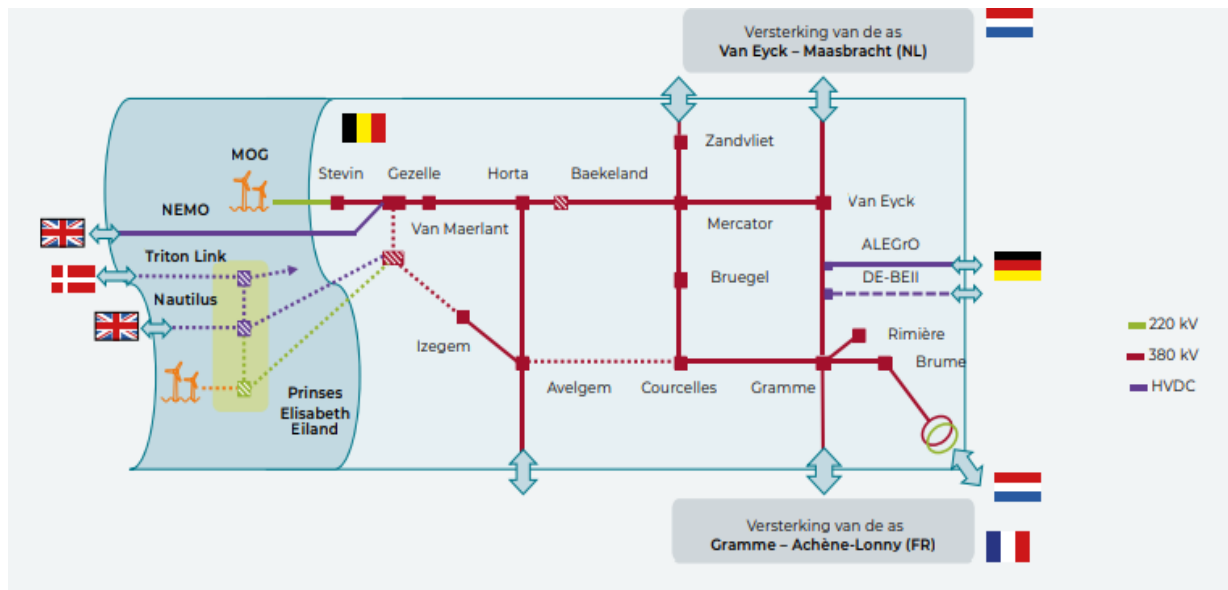 Versterking van de as
Van Eyck – Maasbracht (NL)
MOG
Zandvliet
Stevin
Gezelle
Horta
Baekeland
NEMO
Van Eyck
Van Maerlant
Mercator
ALEGrO
Triton Link
DE-BEII
Bruegel
Nautilus
220 kV
Rimière
Izegem
380 kV
Brume
Prinses
Elisabeth
Eiland
Avelgem
Courcelles
Gramme
HVDC
Versterking van de as
Gramme – Achène-Lonny (FR)